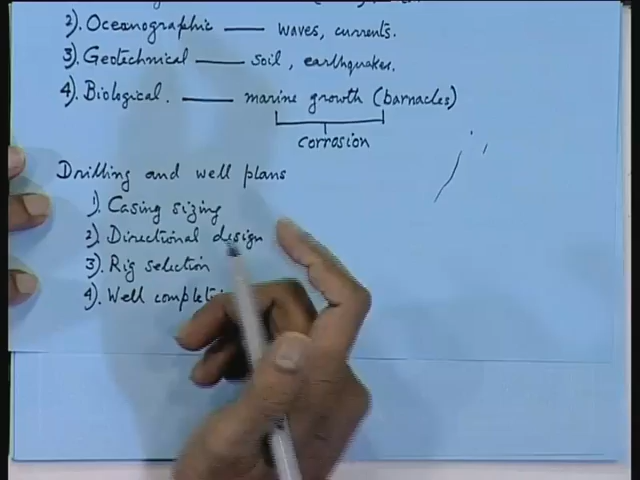 2). Oceanographic — waves, currents.
3). Geotechnical — soil, earthquakes.
4). Biological. — marine growth (barnacles)
corrosion
Drilling and well plans
1). Casing sizing
2). Directional design
3). Rig selection
4). Well